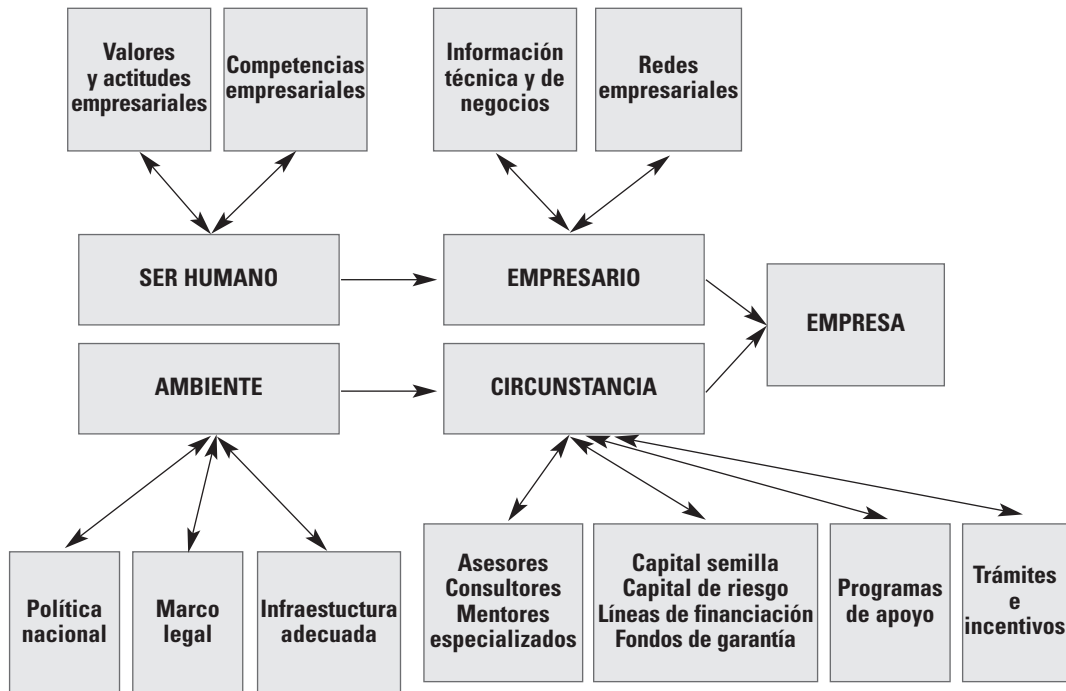 Valores
y actitudes
empresariales
Competencias
empresariales
Información
técnica y de
negocios
Redes
empresariales
SER HUMANO
EMPRESARIO
EMPRESA
AMBIENTE
CIRCUNSTANCIA
Política
nacional
Marco
legal
Infraestuctura
adecuada
Asesores
Consultores
Mentores
especializados
Capital semilla
Capital de riesgo
Líneas de financiación
Fondos de garantía
Programas
de apoyo
Trámites
e
incentivos